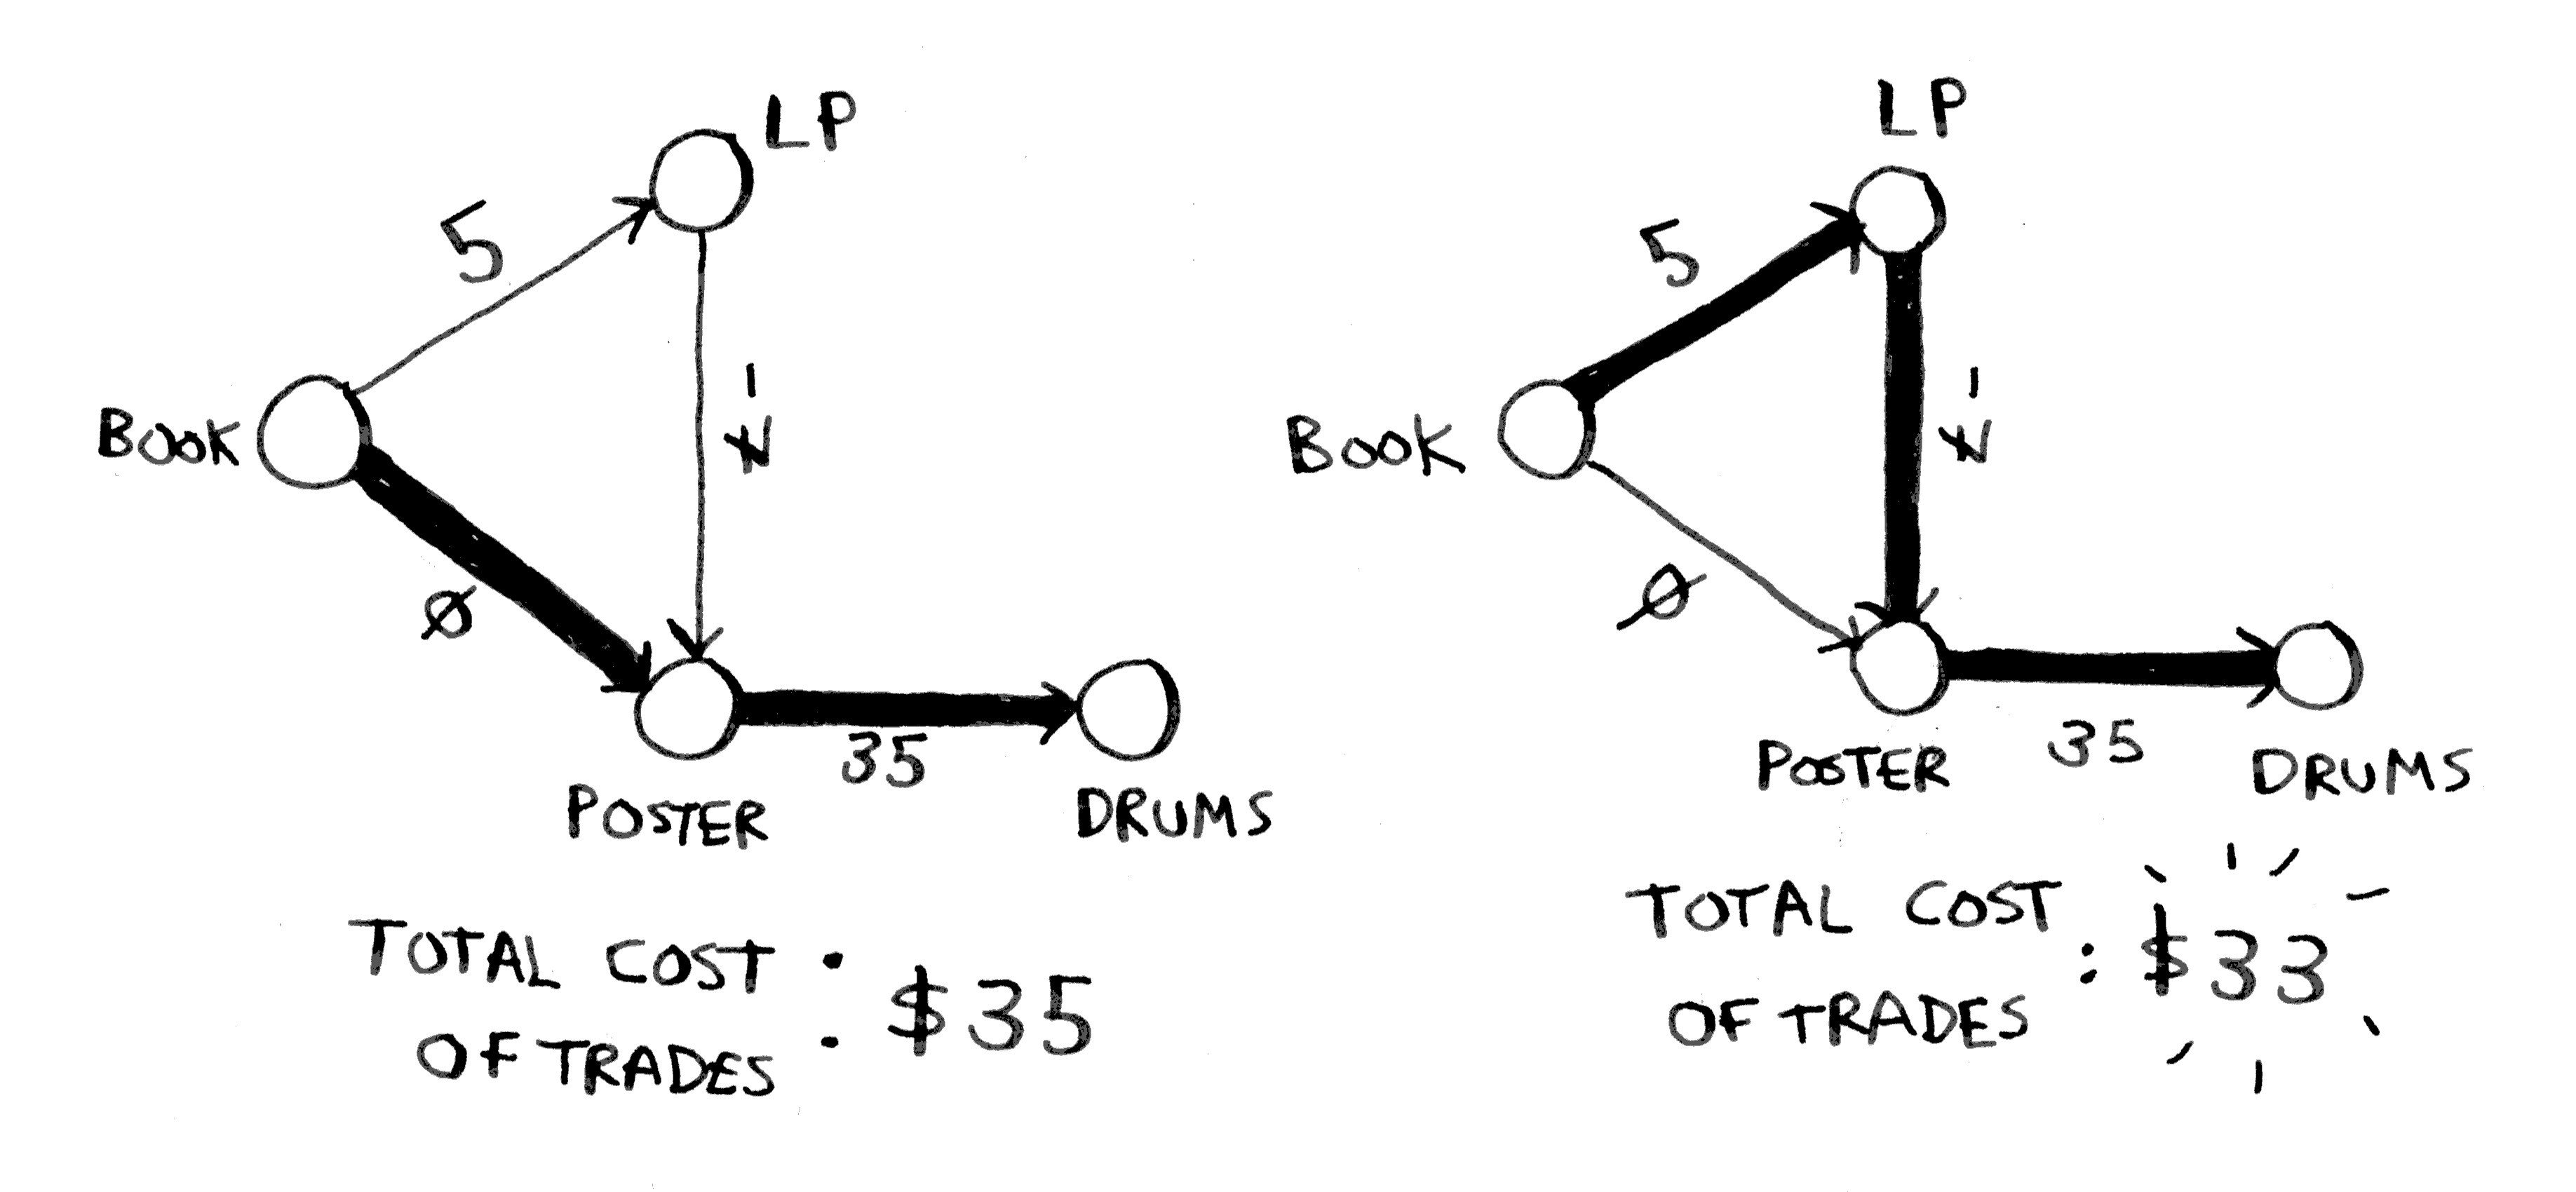 LP
5
-7
BOOK
Ø
35
POSTER
DRUMS
TOTAL COST
OF TRADES : $35
LP
5
-7
BOOK
Ø
35
POSTER
DRUMS
TOTAL COST
OF TRADES : $33